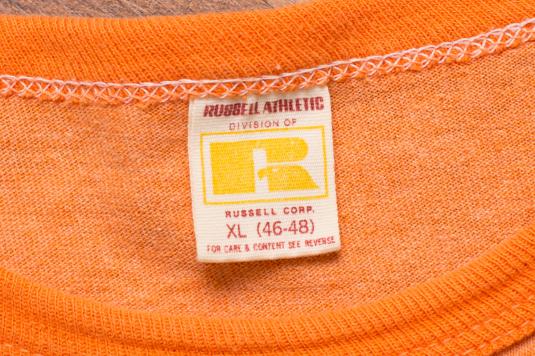 RUSSELL ATHLETIC
DIVISION OF
R
RUSSELL CORP.
XL (46-48)
FOR CARE & CONTENT SEE REVERSE